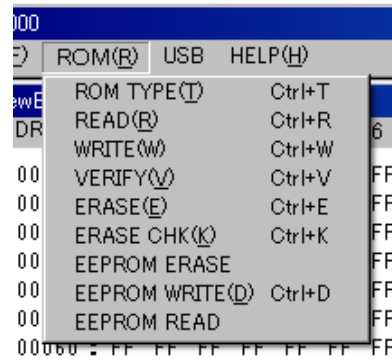 000
ROM(R) USB HELP(H)
ROM TYPE(T) Ctrl+T
DR
READ(R) Ctrl+R
6
WRITE(W) Ctrl+W
00 VERIFY(V) Ctrl+V FF
00 ERASE(E) Ctrl+E FF
00 ERASE CHK(K) Ctrl+K FF
00 EEPROM ERASE FF
00 EEPROM WRITE(D) Ctrl+D FF
00 EEPROM READ FF
00060 : FF FF FF FF FF FF FF